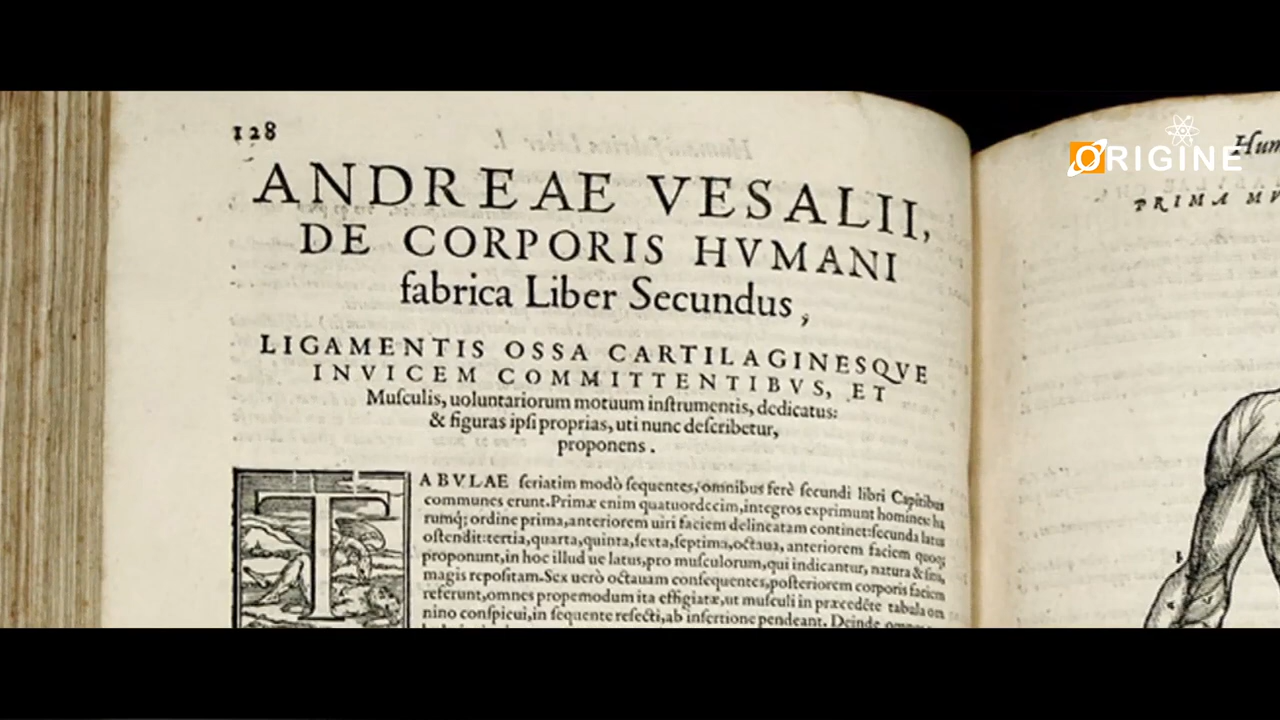 128
ANDREAE VESALII,
DE CORPORIS HVMANI
fabrica Liber Secundus,
LIGAMENTIS OSSA CARTILAGINESQVE
INVICEM COMMITTENTIBVS, ET
Muſculis, uoluntariorum motuum inſtrumentis, dedicatus:
& figuras ipſi proprias, uti nunc deſcribetur,
proponens.
TABVLAE ſeriatim modò ſequentes, omnibus ferè ſecundi libri Capitibus
communes erunt. Primæ enim quatuordecim, integros exprimunt homines: ha
rumq́; ordine prima, anteriorem uiri faciem delineatam continet: ſecunda latus
oſtendit: tertia, quarta, quinta, ſexta, ſeptima, octaua, anteriorem faciem quoq;
proponunt, in hoc illud ue latus, pro muſculorum, qui indicantur, natura & ſitu,
magis repoſitam. Sex uerò octauam conſequentes, poſteriorem corporis faciem
referunt, omnes propemodum ita effigiatæ, ut muſculi in præcedẽte tabula om
nino conſpicui, in ſequente reſecti, ab inſertione pendeant. Deinde
Hum
PRIMA MV
ORIGINE